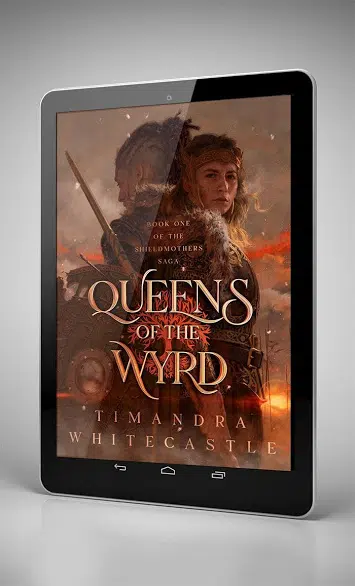 BOOK ONE
OF THE
SHIELDMOTHERS
SAGA
QUEENS
OF THE
WYRD
TIMANDRA
WHITECASTLE